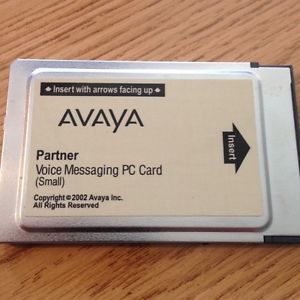 Insert with arrows facing up
AVAYA
Insert
Partner
Voice Messaging PC Card
(Small)
Copyright©2002 Avaya Inc.
All Rights Reserved